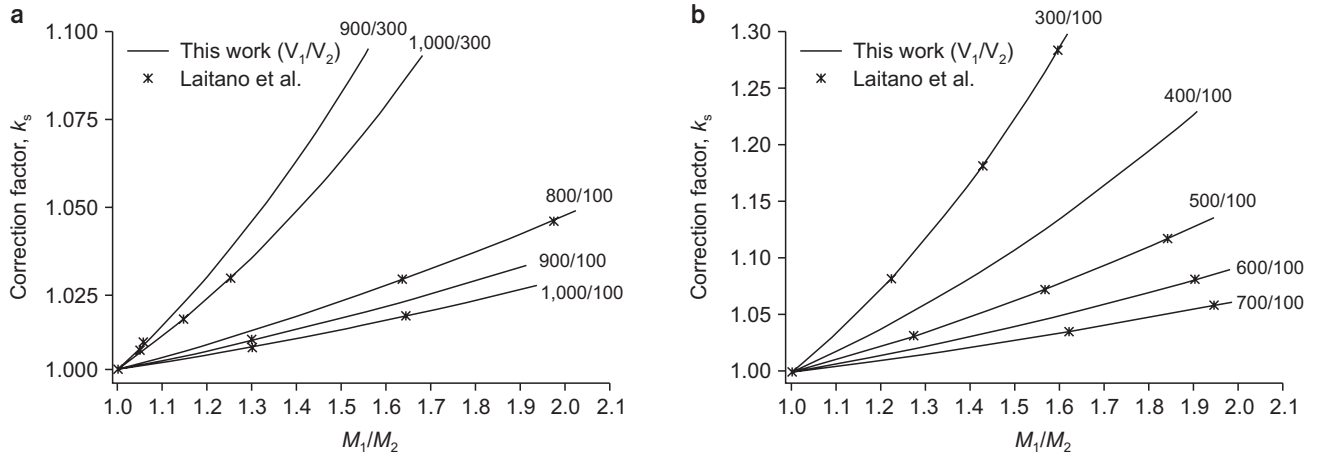 a
Correction factor, ks
1.100
1.075
1.050
1.025
1.000
This work (V1/V2)
Laitano et al.
900/300
1,000/300
800/100
900/100
1,000/100
1.0 1.1 1.2 1.3 1.4 1.5 1.6 1.7 1.8 1.9 2.0 2.1
M1/M2
b
Correction factor, ks
1.30
1.25
1.20
1.15
1.10
1.05
1.00
This work (V1/V2)
Laitano et al.
300/100
400/100
500/100
600/100
700/100
1.0 1.1 1.2 1.3 1.4 1.5 1.6 1.7 1.8 1.9 2.0 2.1
M1/M2